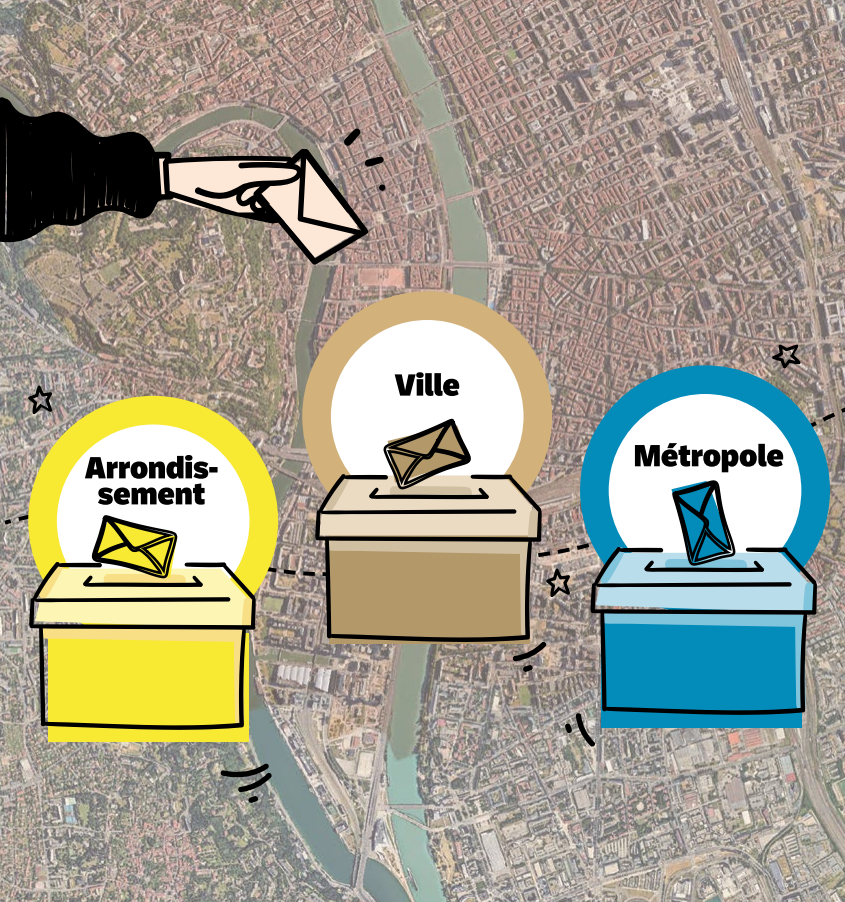 Ville
Arrondis-
sement
Métropole